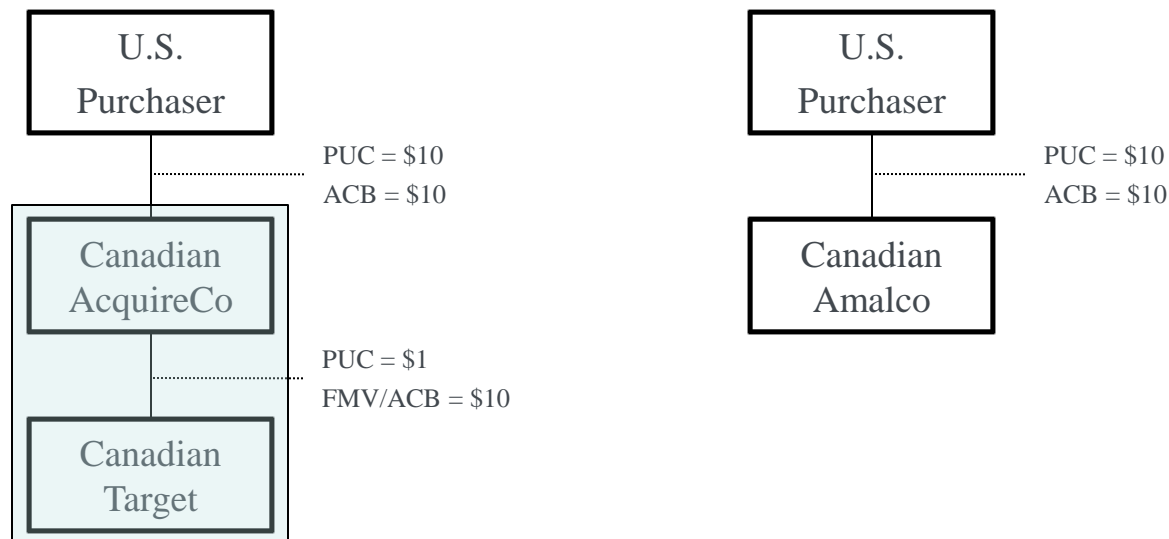 U.S.
Purchaser
PUC = $10
ACB = $10
Canadian
AcquireCo
PUC = $1
FMV/ACB = $10
Canadian
Target
U.S.
Purchaser
PUC = $10
ACB = $10
Canadian
Amalco